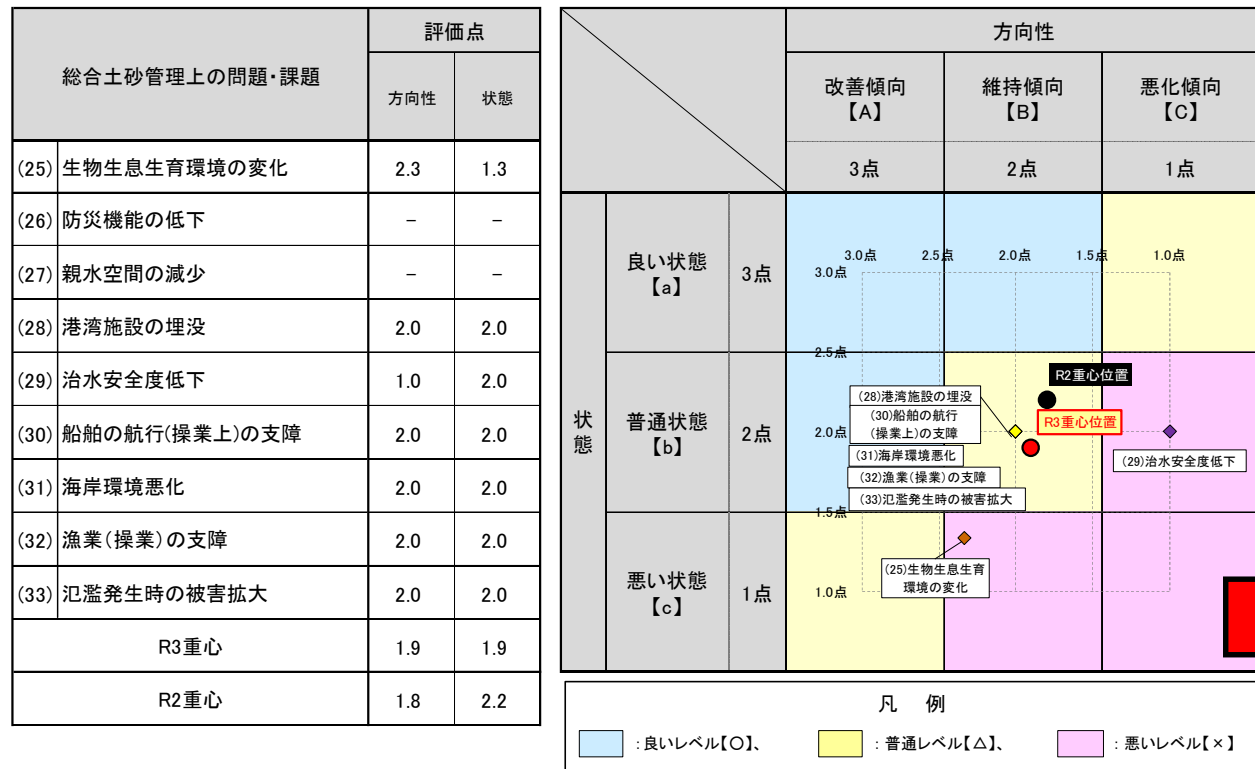 総合土砂管理上の問題・課題
評価点
方向性 状態
(25) 生物生息生育環境の変化 2.3 1.3
(26) 防災機能の低下 － －
(27) 親水空間の減少 － －
(28) 港湾施設の埋没 2.0 2.0
(29) 治水安全度低下 1.0 2.0
(30) 船舶の航行(操業上)の支障 2.0 2.0
(31) 海岸環境悪化 2.0 2.0
(32) 漁業(操業)の支障 2.0 2.0
(33) 氾濫発生時の被害拡大 2.0 2.0
R3重心 1.9 1.9
R2重心 1.8 2.2
方向性
改善傾向 維持傾向 悪化傾向
【A】 【B】 【C】
3点 2点 1点
状態
良い状態
【a】
3点
普通状態
【b】
2点
悪い状態
【c】
1点
3.0点 2.5点 2.0点 1.5点 1.0点
3.0点
2.5点
2.0点
1.5点
1.0点
R2重心位置
R3重心位置
(28)港湾施設の埋没
(30)船舶の航行
(操業上)の支障
(31)海岸環境悪化
(32)漁業(操業)の支障
(33)氾濫発生時の被害拡大
(29)治水安全度低下
(25)生物生息生育
環境の変化
凡 例
：良いレベル【○】、 ：普通レベル【△】、 ：悪いレベル【×】